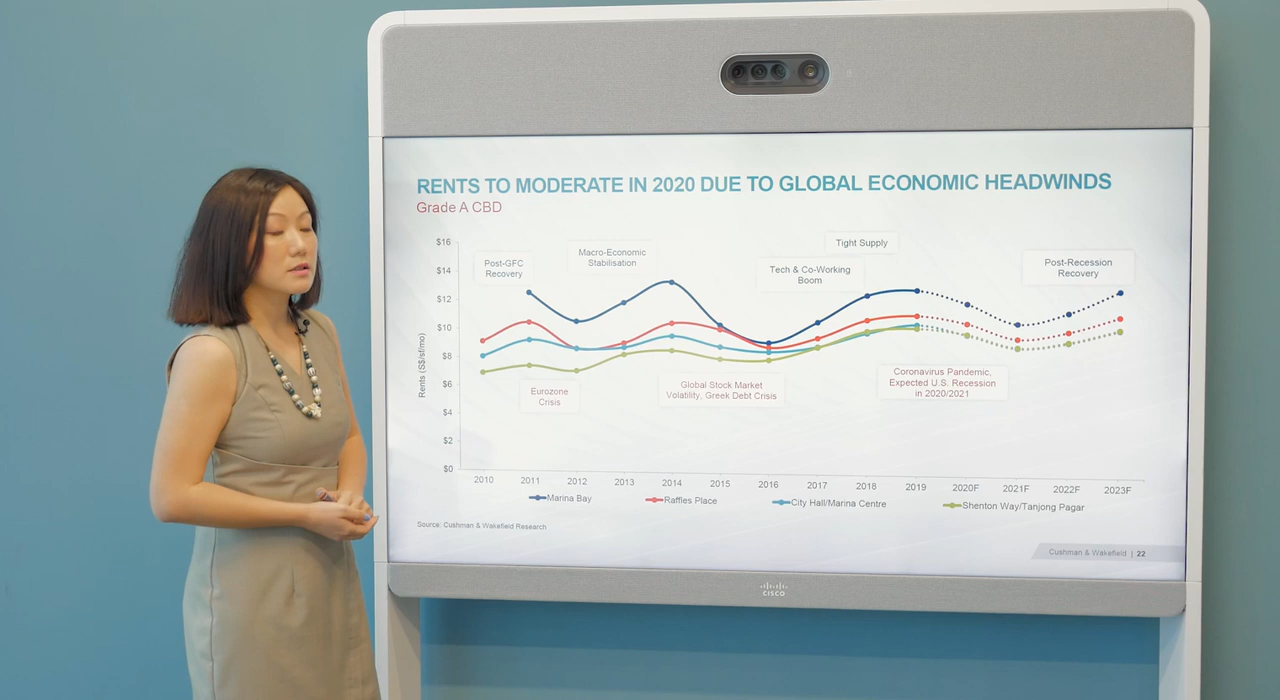 RENTS TO MODERATE IN 2020 DUE TO GLOBAL ECONOMIC HEADWINDS
Grade A CBD
Rents (S$/sf/mo)
$16
$14
$12
$10
$8
$6
$4
$2
$0
Post-GFC
Recovery
Macro-Economic
Stabilisation
Tech & Co-Working
Boom
Tight Supply
Post-Recession
Recovery
Eurozone
Crisis
Global Stock Market
Volatility, Greek Debt Crisis
Coronavirus Pandemic,
Expected U.S. Recession
in 2020/2021
2010 2011 2012 2013 2014 2015 2016 2017 2018 2019 2020F 2021F 2022F 2023F
Marina Bay Raffles Place City Hall/Marina Centre Shenton Way/Tanjong Pagar
Source: Cushman & Wakefield Research
Cushman & Wakefield | 22
CISCO